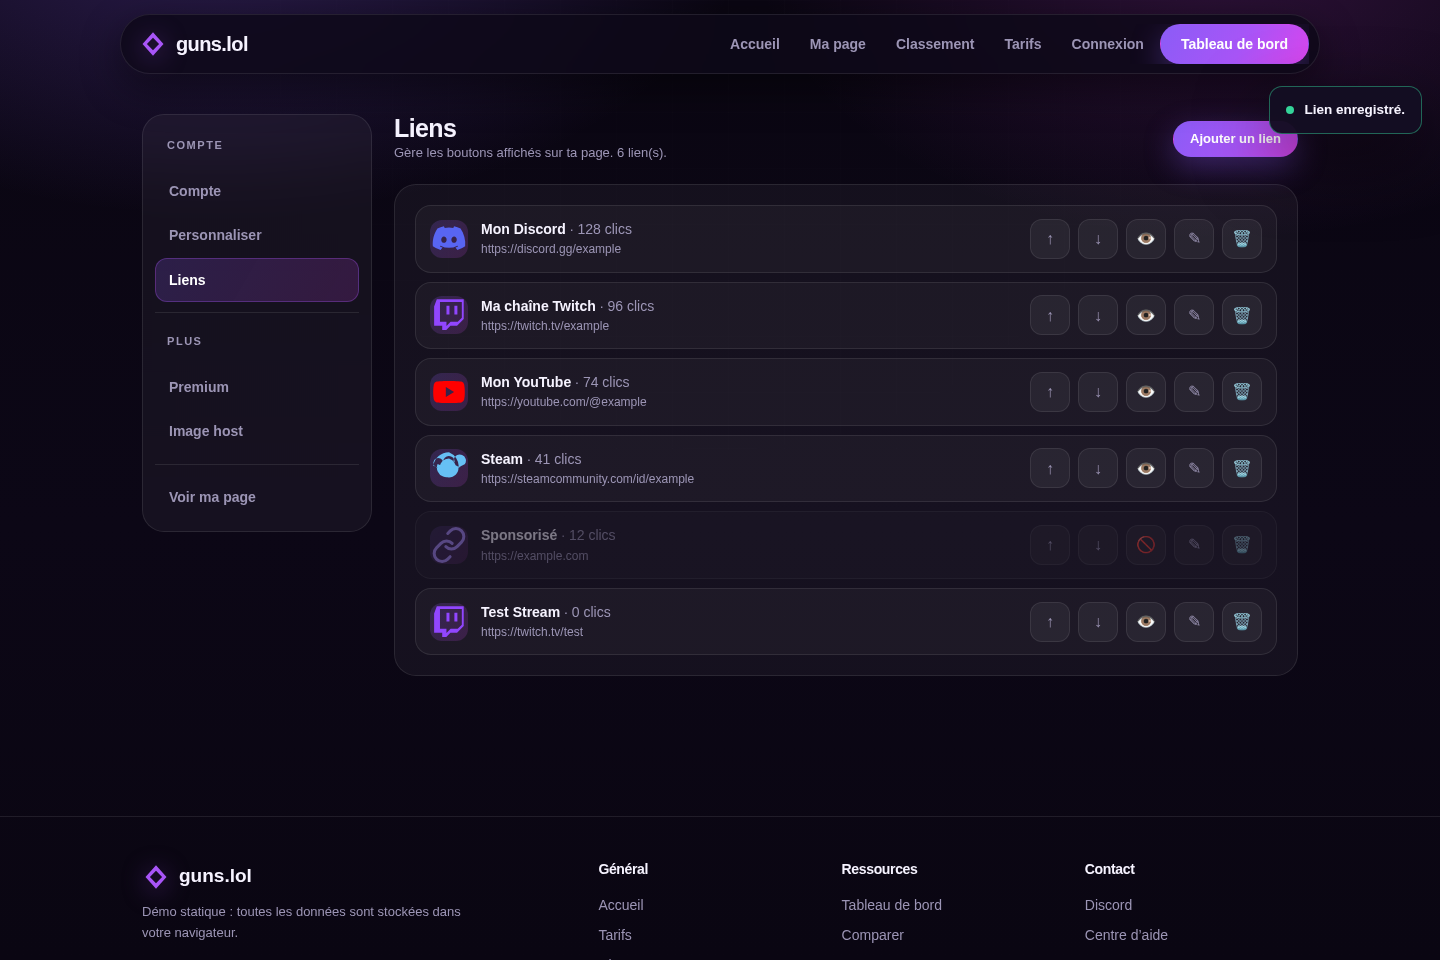 guns.lol
Accueil
Ma page
Classement
Tarifs
Connexion
Tableau de bord
Lien enregistré.
COMPTE
Compte
Personnaliser
Liens
PLUS
Premium
Image host
Voir ma page
Liens
Gère les boutons affichés sur ta page. 6 lien(s).
Ajouter un lien
Mon Discord · 128 clics
https://discord.gg/example
Ma chaîne Twitch · 96 clics
https://twitch.tv/example
Mon YouTube · 74 clics
https://youtube.com/@example
Steam · 41 clics
https://steamcommunity.com/id/example
Sponsorisé · 12 clics
https://example.com
Test Stream · 0 clics
https://twitch.tv/test
guns.lol
Démo statique : toutes les données sont stockées dans
votre navigateur.
Général
Accueil
Tarifs
Ressources
Tableau de bord
Comparer
Contact
Discord
Centre d’aide